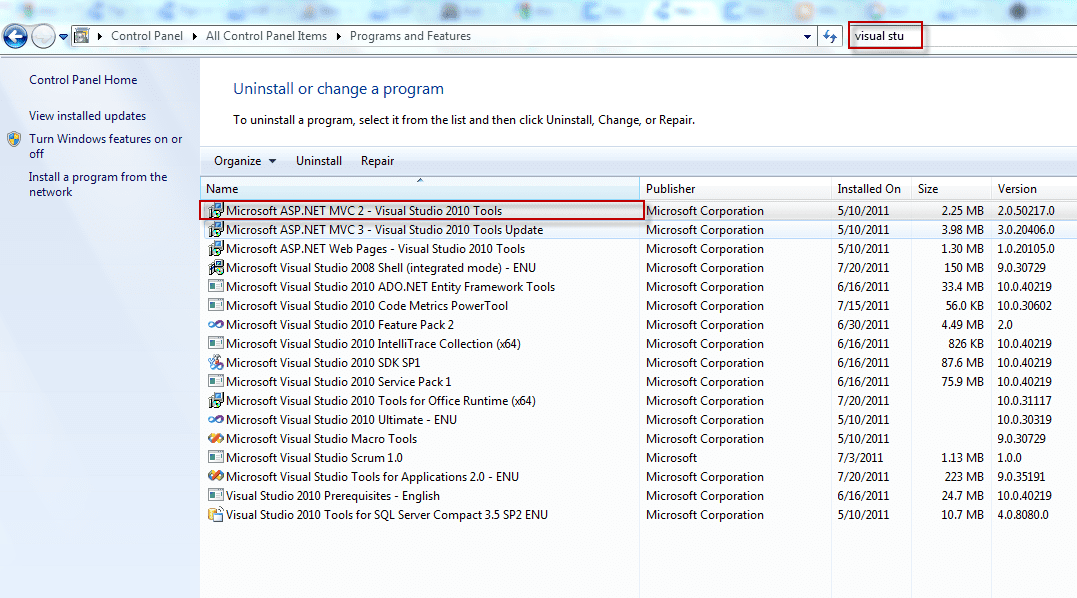 Control Panel
All Control Panel Items
Programs and Features
visual stu
Control Panel Home
View installed updates
Turn Windows features on or
off
Install a program from the
network
Uninstall or change a program
To uninstall a program, select it from the list and then click Uninstall, Change, or Repair.
Organize Uninstall Repair
Name Publisher Installed On Size Version
Microsoft ASP.NET MVC 2 - Visual Studio 2010 Tools Microsoft Corporation 5/10/2011 2.25 MB 2.0.50217.0
Microsoft ASP.NET MVC 3 - Visual Studio 2010 Tools Update Microsoft Corporation 5/10/2011 3.98 MB 3.0.20406.0
Microsoft ASP.NET Web Pages - Visual Studio 2010 Tools Microsoft Corporation 5/10/2011 1.30 MB 1.0.20105.0
Microsoft Visual Studio 2008 Shell (integrated mode) - ENU Microsoft Corporation 7/20/2011 150 MB 9.0.30729
Microsoft Visual Studio 2010 ADO.NET Entity Framework Tools Microsoft Corporation 6/16/2011 33.4 MB 10.0.40219
Microsoft Visual Studio 2010 Code Metrics PowerTool Microsoft Corporation 7/15/2011 56.0 KB 10.0.30602
Microsoft Visual Studio 2010 Feature Pack 2 Microsoft Corporation 6/30/2011 4.49 MB 2.0
Microsoft Visual Studio 2010 IntelliTrace Collection (x64) Microsoft Corporation 6/16/2011 826 KB 10.0.40219
Microsoft Visual Studio 2010 SDK SP1 Microsoft Corporation 6/16/2011 87.6 MB 10.0.40219
Microsoft Visual Studio 2010 Service Pack 1 Microsoft Corporation 6/16/2011 75.9 MB 10.0.40219
Microsoft Visual Studio 2010 Tools for Office Runtime (x64) Microsoft Corporation 7/20/2011 10.0.31117
Microsoft Visual Studio 2010 Ultimate - ENU Microsoft Corporation 5/10/2011 10.0.30319
Microsoft Visual Studio Macro Tools Microsoft Corporation 5/10/2011 9.0.30729
Microsoft Visual Studio Scrum 1.0 Microsoft 7/3/2011 1.13 MB 1.0.0
Microsoft Visual Studio Tools for Applications 2.0 - ENU Microsoft Corporation 7/20/2011 223 MB 9.0.35191
Visual Studio 2010 Prerequisites - English Microsoft Corporation 6/16/2011 24.7 MB 10.0.40219
Visual Studio 2010 Tools for SQL Server Compact 3.5 SP2 ENU Microsoft Corporation 5/10/2011 10.7 MB 4.0.8080.0